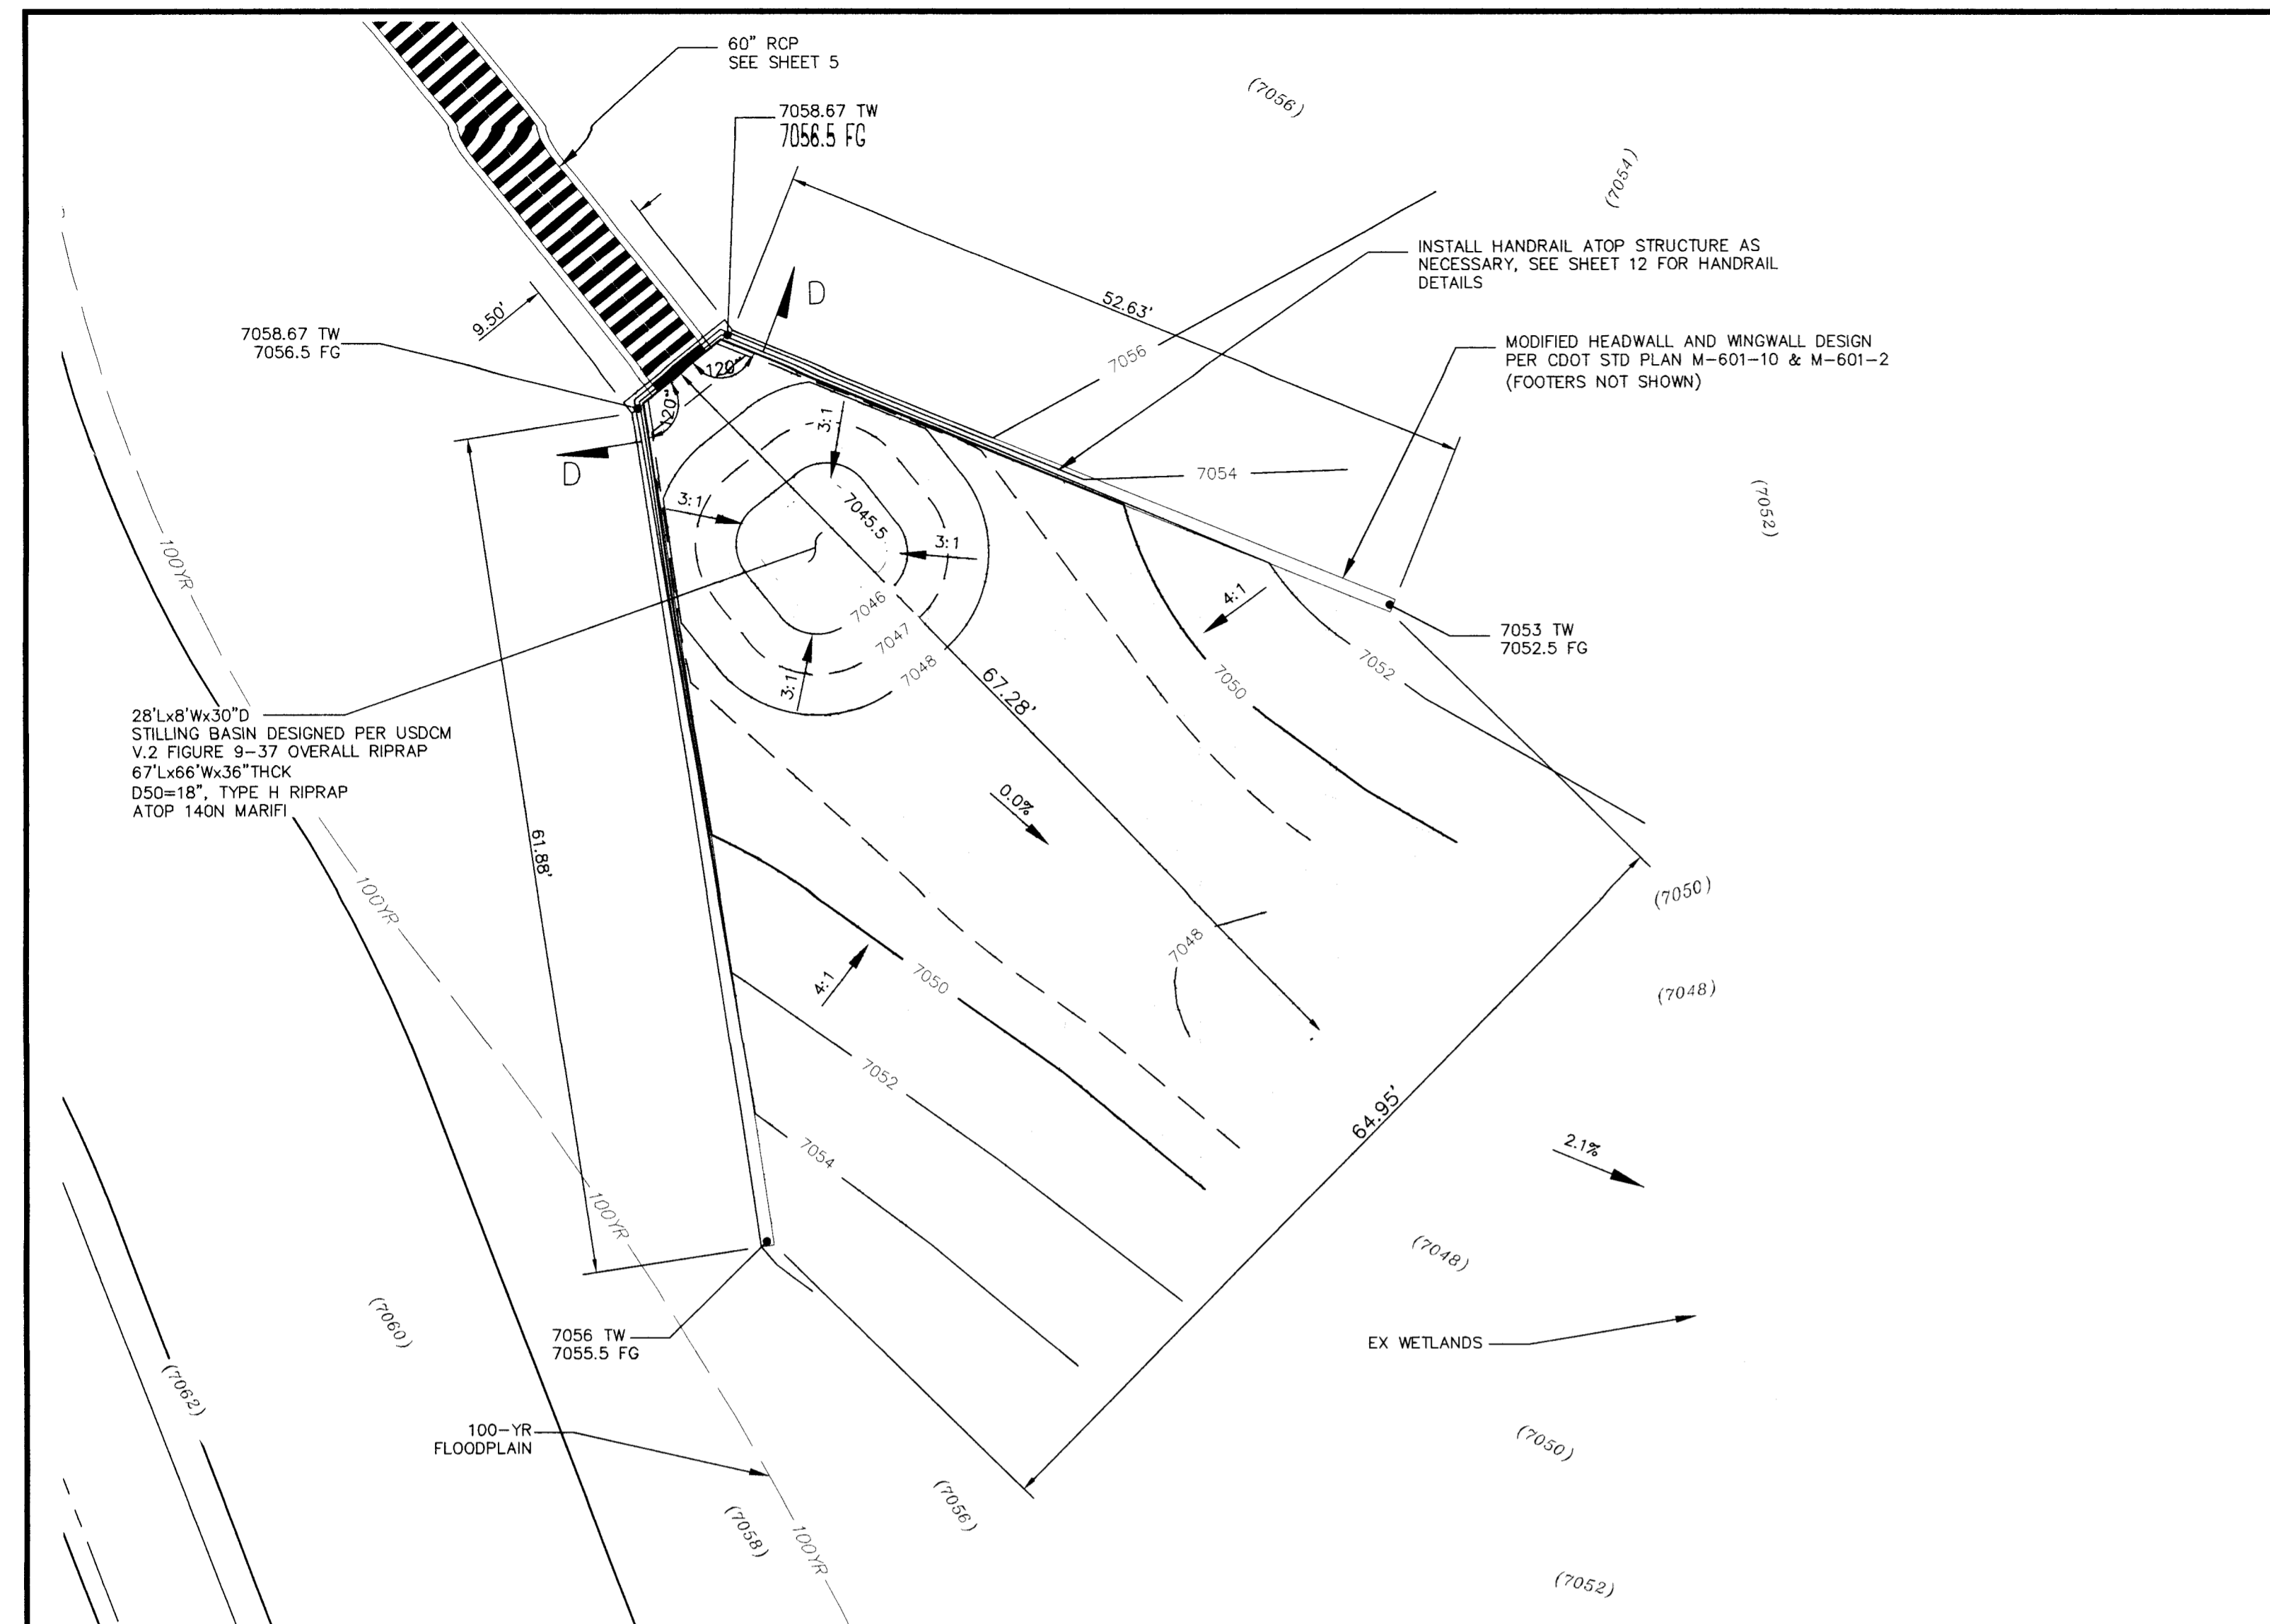 60" RCP
SEE SHEET 5
7058.67 TW
7056.5 FG
(7056)
(7054)
INSTALL HANDRAIL ATOP STRUCTURE AS
NECESSARY, SEE SHEET 12 FOR HANDRAIL
DETAILS
52.63'
D
9.50'
7058.67 TW
7056.5 FG
7056
MODIFIED HEADWALL AND WINGWALL DESIGN
PER CDOT STD PLAN M-601-10 & M-601-2
(FOOTERS NOT SHOWN)
120°
120°
3:1
D
7054
(7052)
3:1
7045.5
3:1
100YR
4:1
7046
7047
7048
3:1
7053 TW
7052.5 FG
7052
7050
67.28'
28'Lx8'Wx30"D
STILLING BASIN DESIGNED PER USDCM
V.2 FIGURE 9-37 OVERALL RIPRAP
67'Lx66'Wx36"THCK
D50=18", TYPE H RIPRAP
ATOP 140N MARIFI
0.0%
61.88'
100YR
(7050)
7048
7050
4:1
(7048)
7052
64.95'
7054
2.1%
100YR
(7048)
(7060)
7056 TW
7055.5 FG
EX WETLANDS
(7062)
100-YR
FLOODPLAIN
(7050)
(7056)
(7058)
100YR
(7052)